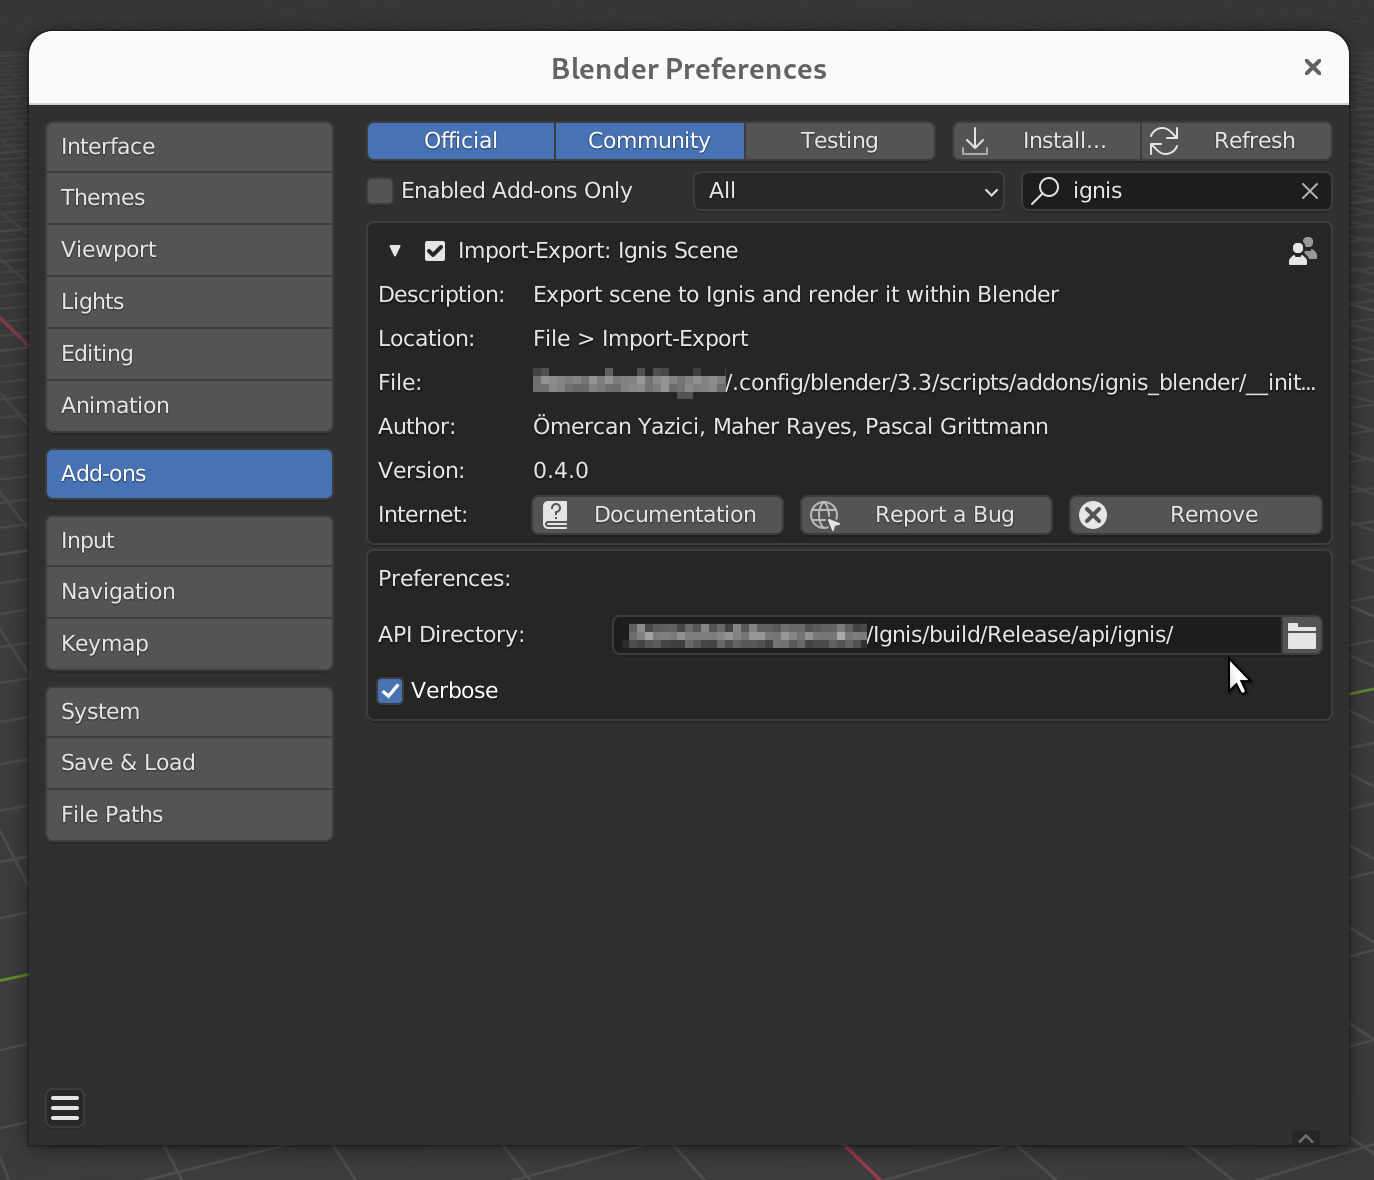 Blender Preferences
Interface
Themes
Viewport
Lights
Editing
Animation
Add-ons
Input
Navigation
Keymap
System
Save & Load
File Paths
Official Community Testing Install... Refresh
Enabled Add-ons Only All ignis
Import-Export: Ignis Scene
Description: Export scene to Ignis and render it within Blender
Location: File > Import-Export
File: /.config/blender/3.3/scripts/addons/ignis_blender/__init...
Author: Ömercan Yazici, Maher Rayes, Pascal Grittmann
Version: 0.4.0
Internet: Documentation Report a Bug Remove
Preferences:
API Directory: /Ignis/build/Release/api/ignis/
Verbose